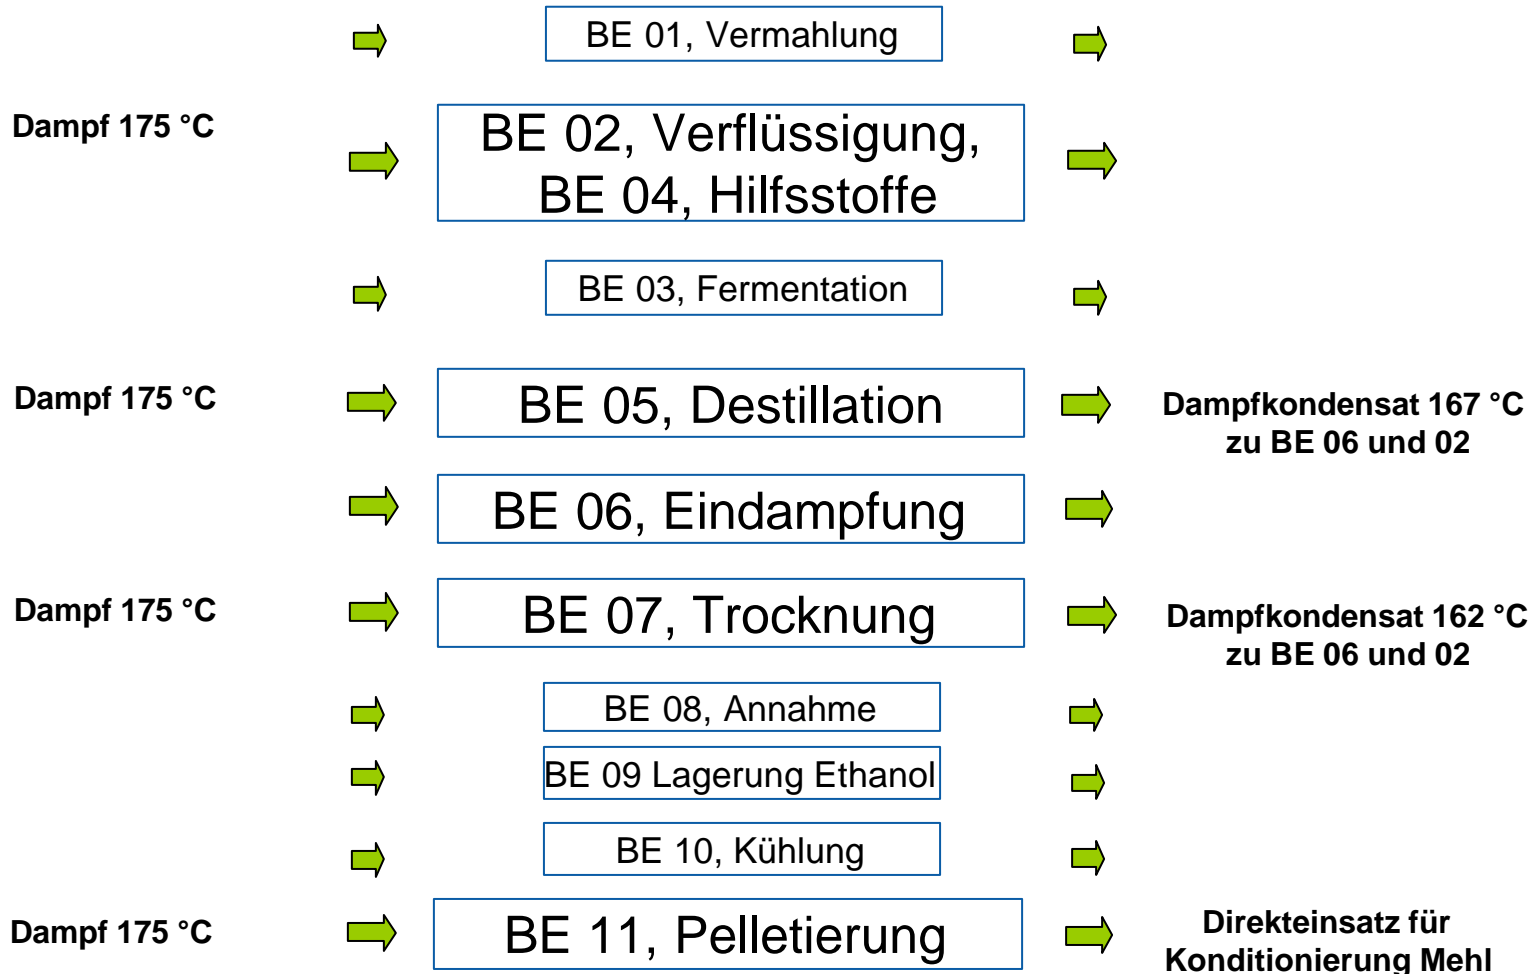 BE 01, Vermahlung
Dampf 175 °C
BE 02, Verflüssigung,
BE 04, Hilfsstoffe
BE 03, Fermentation
Dampf 175 °C
BE 05, Destillation
Dampfkondensat 167 °C
zu BE 06 und 02
BE 06, Eindampfung
Dampf 175 °C
BE 07, Trocknung
Dampfkondensat 162 °C
zu BE 06 und 02
BE 08, Annahme
BE 09 Lagerung Ethanol
BE 10, Kühlung
Dampf 175 °C
BE 11, Pelletierung
Direkteinsatz für
Konditionierung Mehl